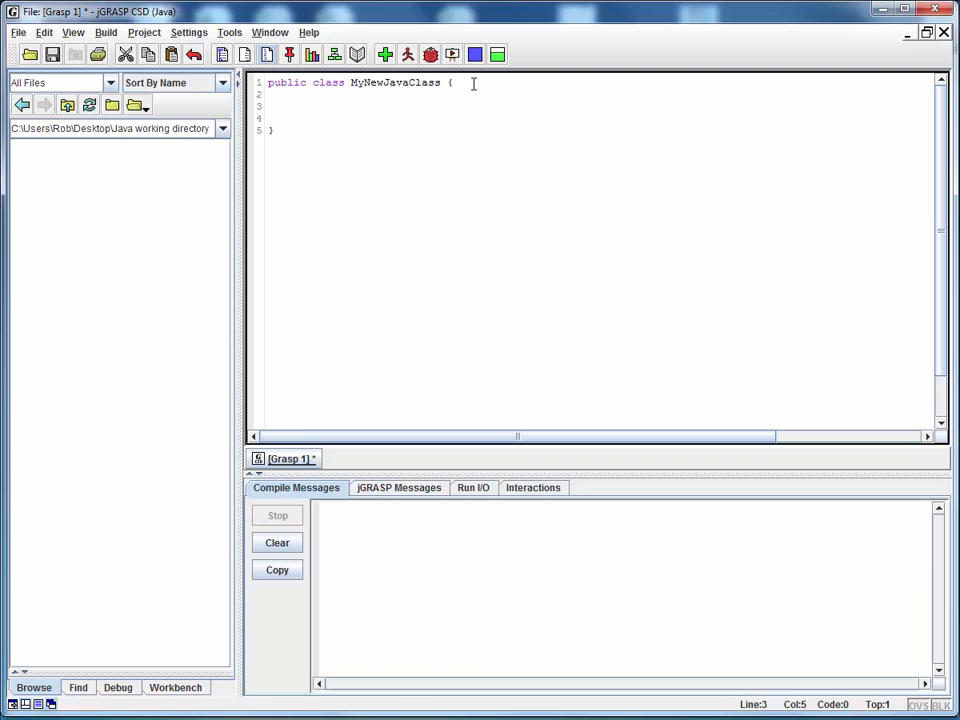 File: [Grasp 1] * - jGRASP CSD (Java)
File Edit View Build Project Settings Tools Window Help
All Files Sort By Name
C:\Users\Rob\Desktop\Java working directory
1 public class MyNewJavaClass {
2
3
4
5 }
[Grasp 1] *
Compile Messages jGRASP Messages Run I/O Interactions
Stop
Clear
Copy
Browse Find Debug Workbench
Line:3 Col:5 Code:0 Top:1 OVS BLK